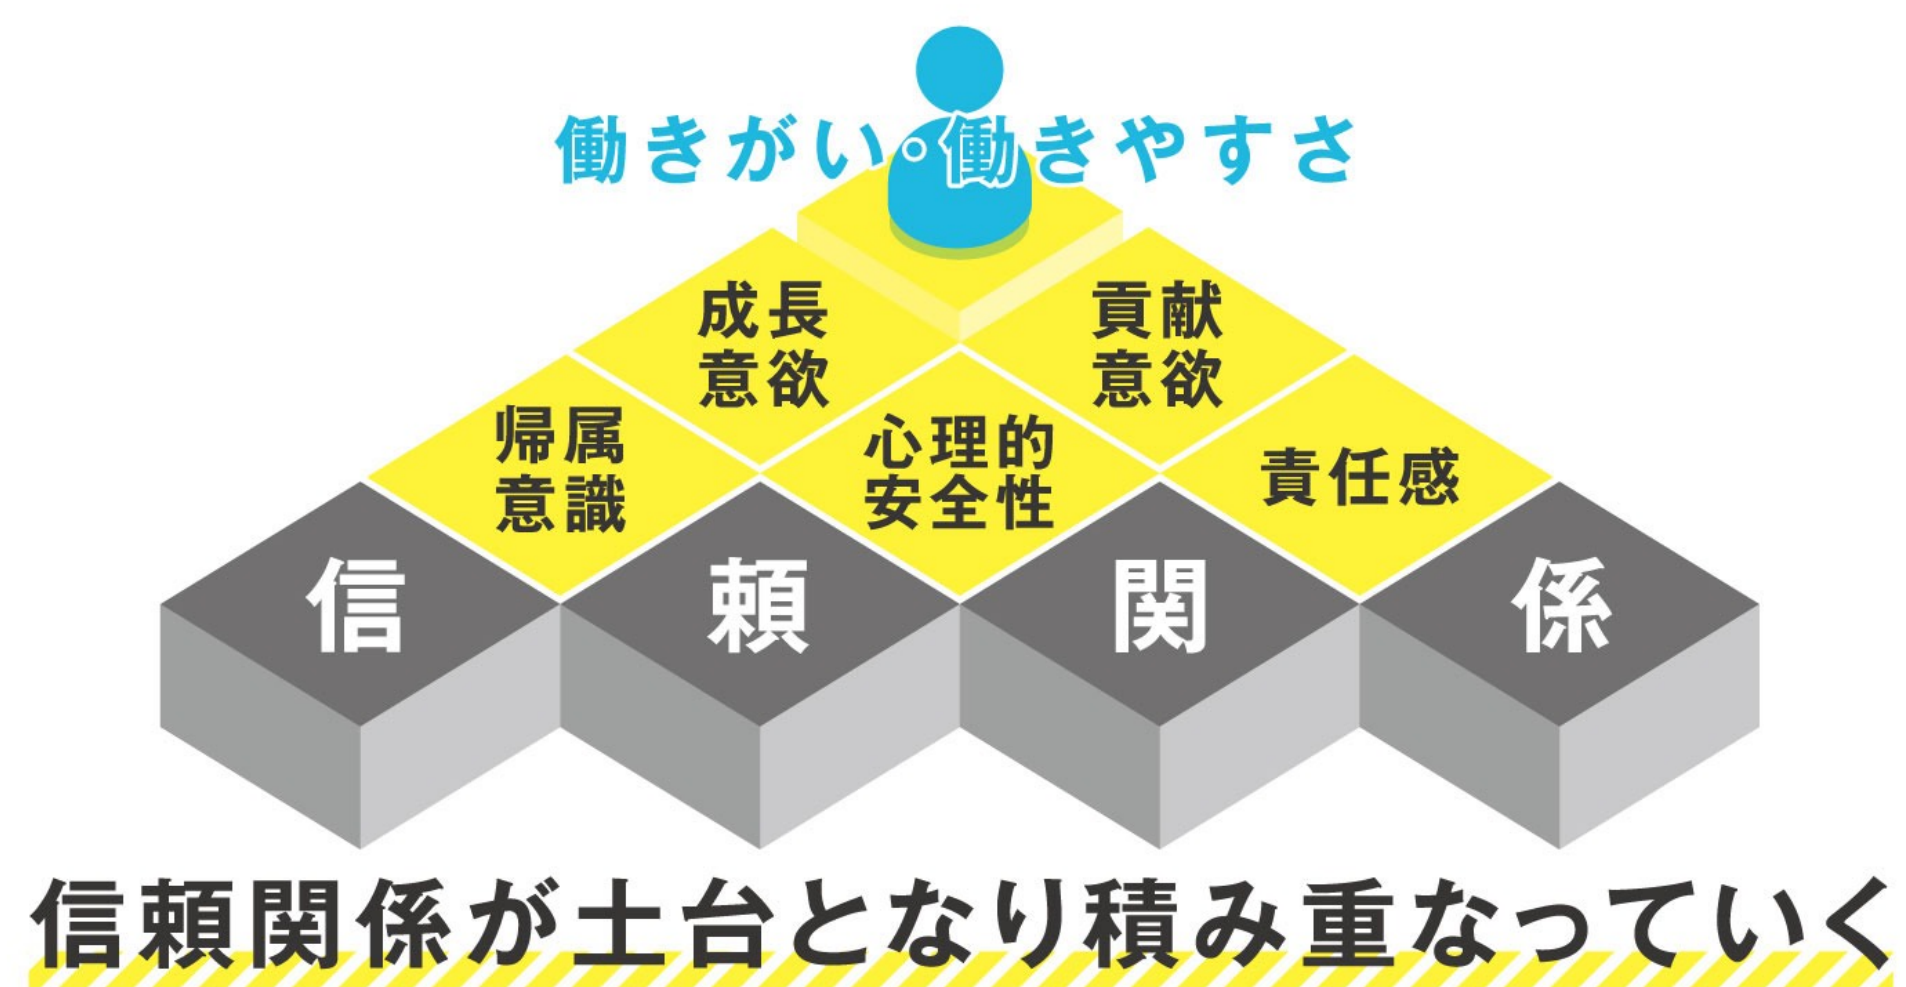 働きがい・働きやすさ
成長
意欲
貢献
意欲
帰属
意識
心理的
安全性
責任感
信頼関係
信頼関係が土台となり積み重なっていく